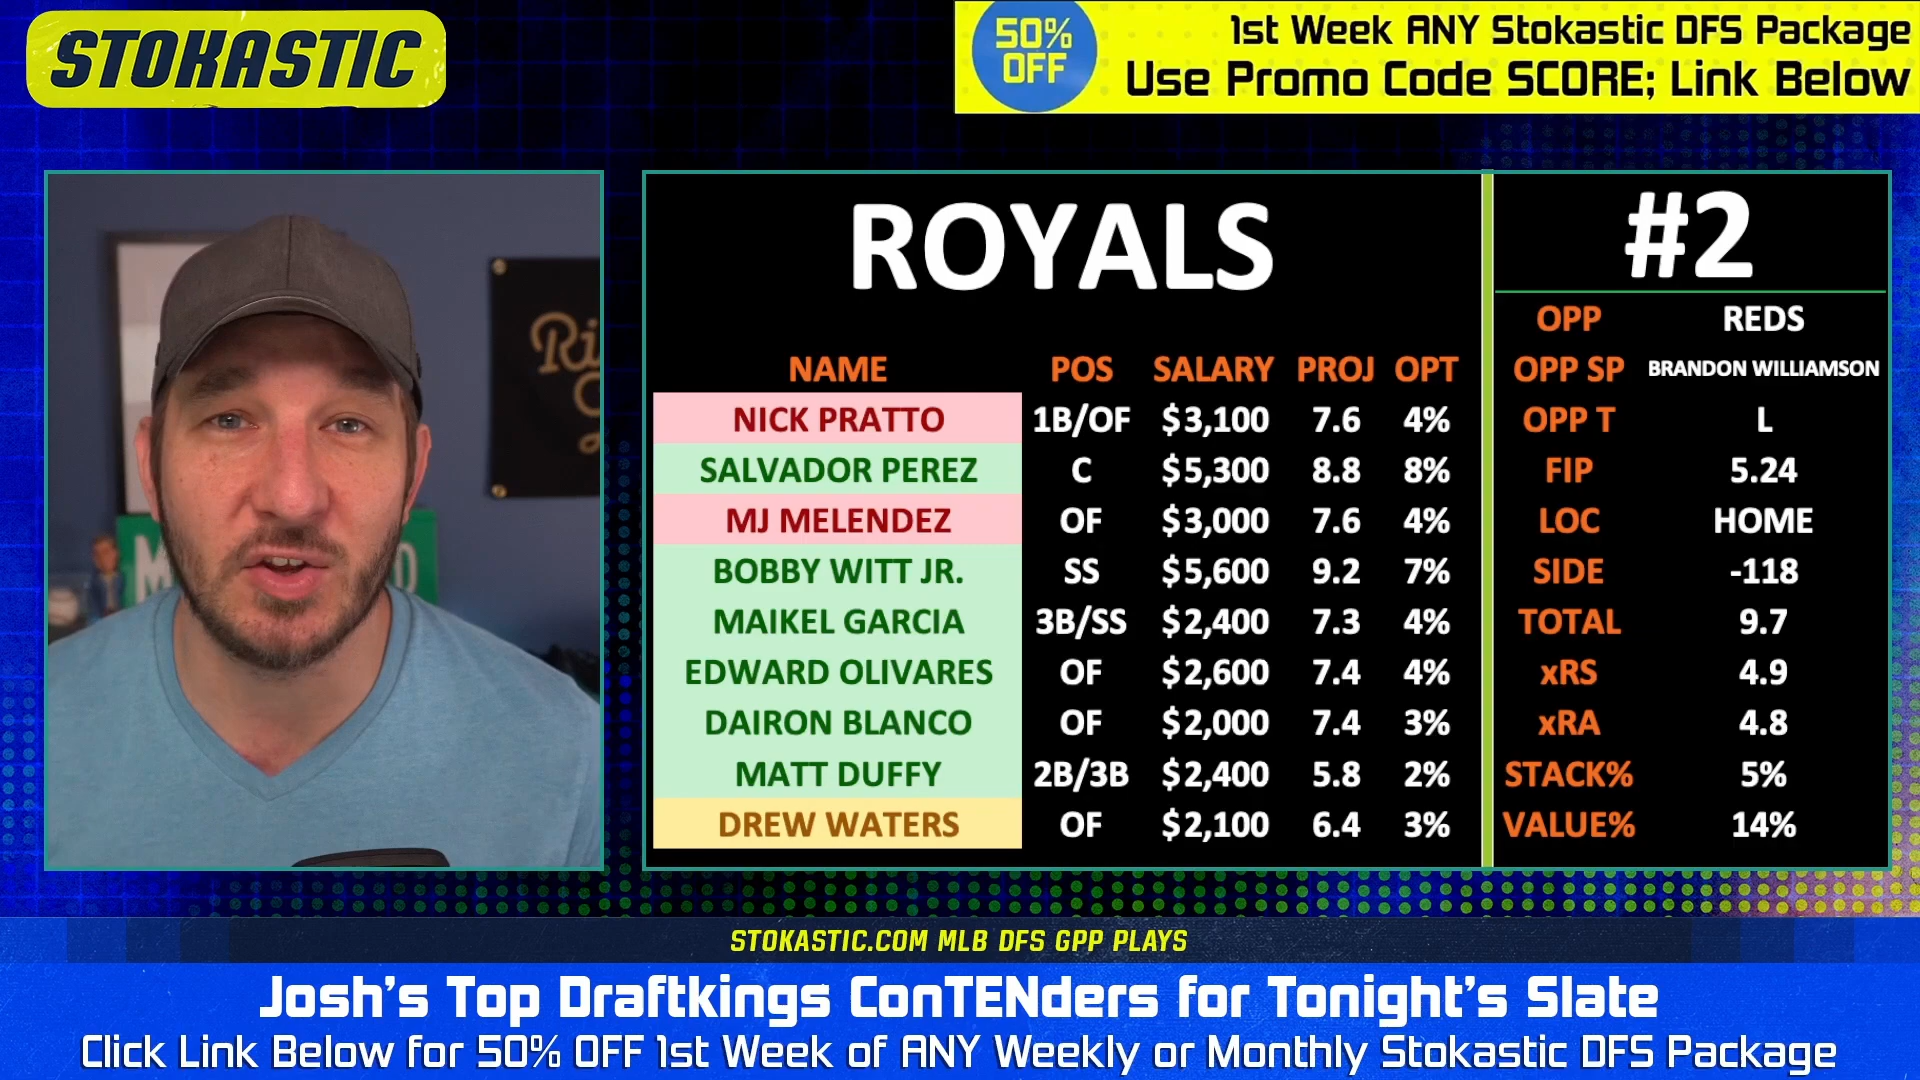 STOKASTIC
50% OFF
1st Week ANY Stokastic DFS Package
Use Promo Code SCORE; Link Below
Ri
M
D
ROYALS
NAME POS SALARY PROJ OPT
NICK PRATTO 1B/OF $3,100 7.6 4%
SALVADOR PEREZ C $5,300 8.8 8%
MJ MELENDEZ OF $3,000 7.6 4%
BOBBY WITT JR. SS $5,600 9.2 7%
MAIKEL GARCIA 3B/SS $2,400 7.3 4%
EDWARD OLIVARES OF $2,600 7.4 4%
DAIRON BLANCO OF $2,000 7.4 3%
MATT DUFFY 2B/3B $2,400 5.8 2%
DREW WATERS OF $2,100 6.4 3%
#2
OPP REDS
OPP SP BRANDON WILLIAMSON
OPP T L
FIP 5.24
LOC HOME
SIDE -118
TOTAL 9.7
xRS 4.9
xRA 4.8
STACK% 5%
VALUE% 14%
STOKASTIC.COM MLB DFS GPP PLAYS
Josh's Top Draftkings ConTENders for Tonight's Slate
Click Link Below for 50% OFF 1st Week of ANY Weekly or Monthly Stokastic DFS Package